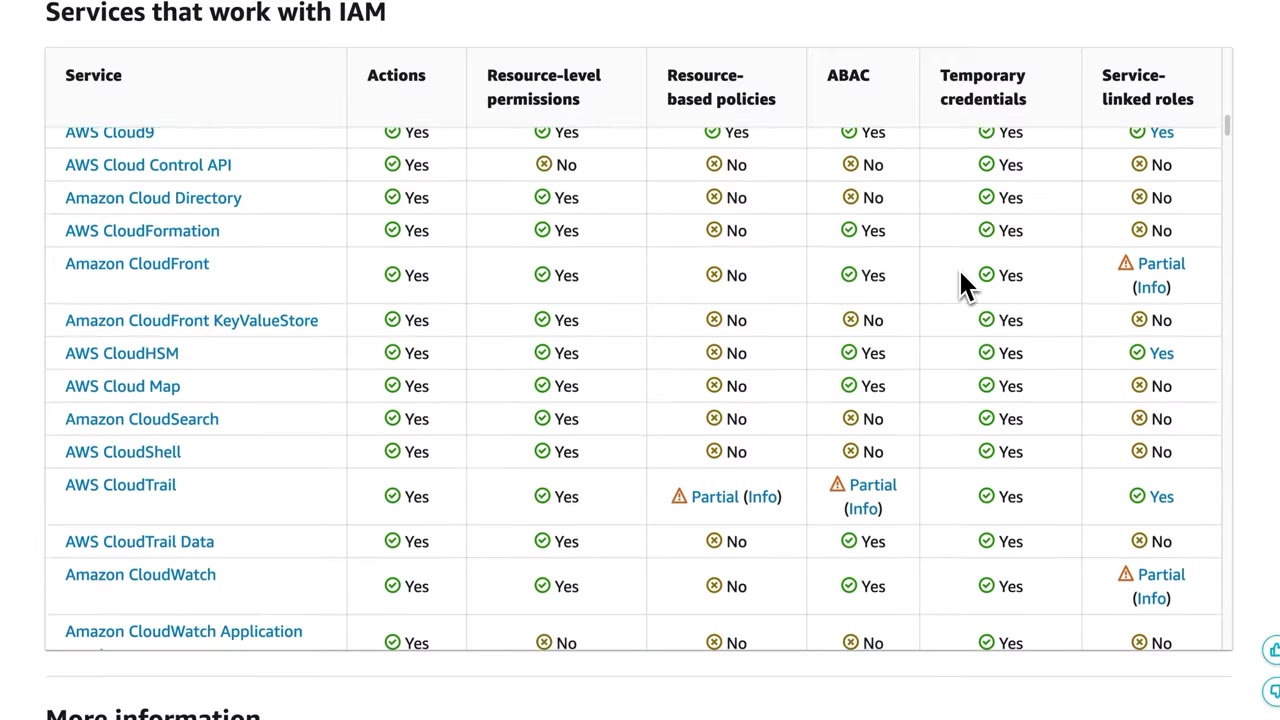 Services that work with IAM
Service Actions Resource-level permissions Resource-based policies ABAC Temporary credentials Service-linked roles
AWS Cloud9 Yes Yes Yes Yes Yes Yes
AWS Cloud Control API Yes No No No Yes No
Amazon Cloud Directory Yes Yes No No Yes No
AWS CloudFormation Yes Yes No Yes Yes No
Amazon CloudFront Yes Yes No Yes Yes Partial (Info)
Amazon CloudFront KeyValueStore Yes Yes No No Yes No
AWS CloudHSM Yes Yes No Yes Yes Yes
AWS Cloud Map Yes Yes No Yes Yes No
Amazon CloudSearch Yes Yes No No Yes No
AWS CloudShell Yes Yes No No Yes No
AWS CloudTrail Yes Yes Partial (Info) Partial (Info) Yes Yes
AWS CloudTrail Data Yes Yes No Yes Yes No
Amazon CloudWatch Yes Yes No Yes Yes Partial (Info)
Amazon CloudWatch Application Yes No No No Yes No
More information